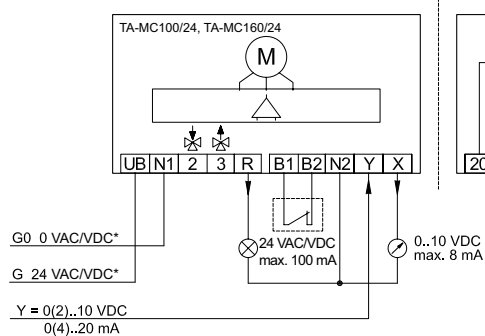 TA-MC100/24, TA-MC160/24
M
UB N1 2 3 R B1 B2 N2 Y X
20
G0 0 VAC/VDC*
24 VAC/VDC
max. 100 mA
0..10 VDC
max. 8 mA
G 24 VAC/VDC*
Y = 0(2)..10 VDC
0(4)..20 mA